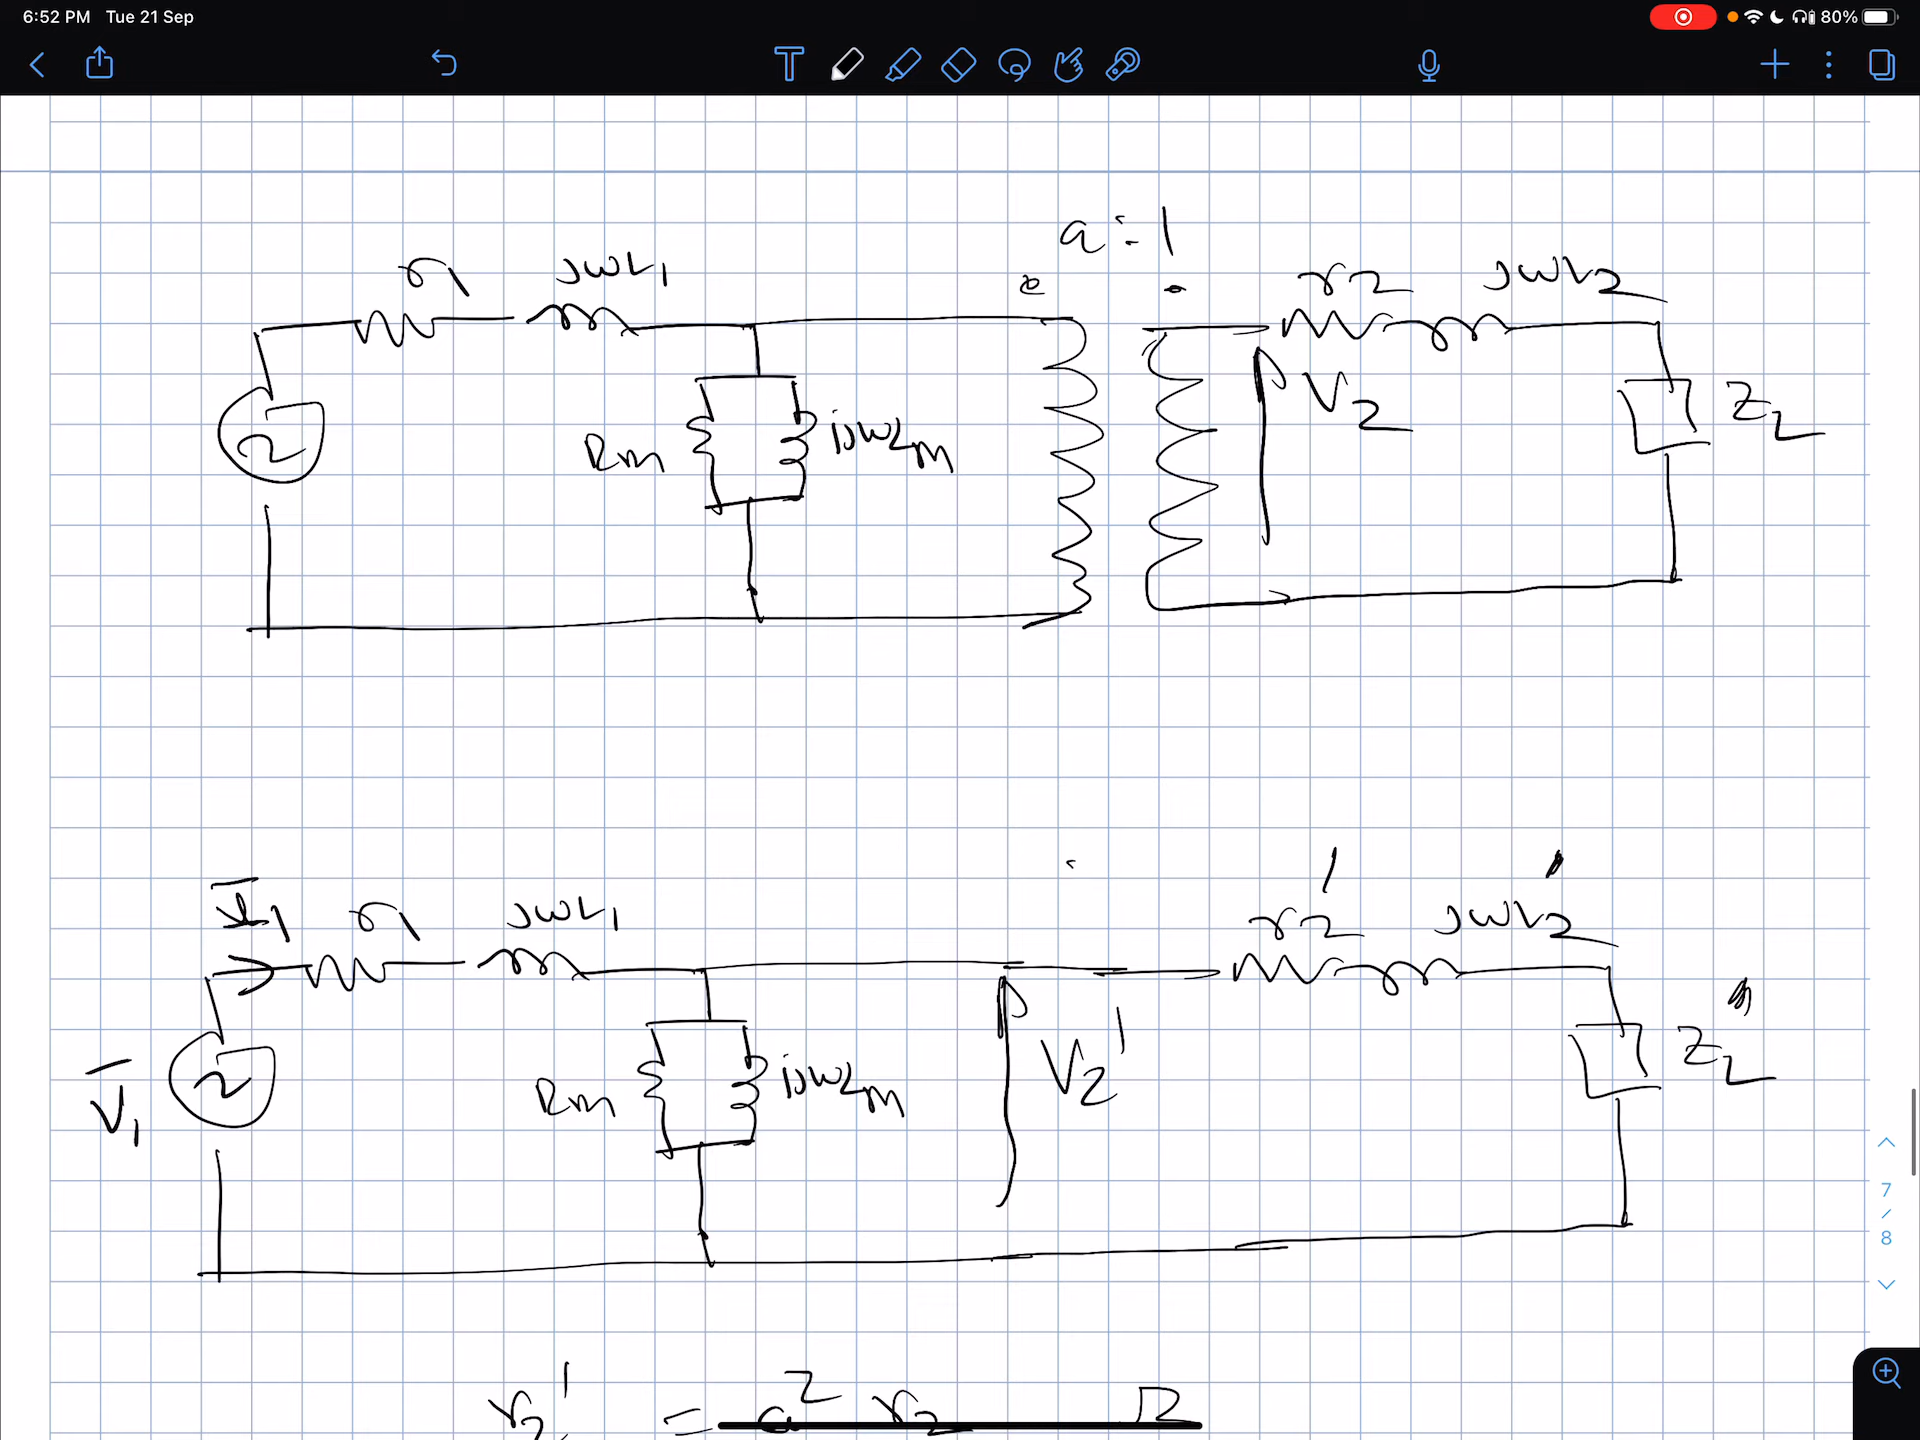 6:52 PM Tue 21 Sep
80%
T
a : 1
r1 jωL1
r2 jωL2
Rm jωLm
V2
ZL
I1 r1 jωL1
r2' jωL2'
V1
Rm jωLm
V2'
ZL'
7
/
8
r2' = a² r2 Ω